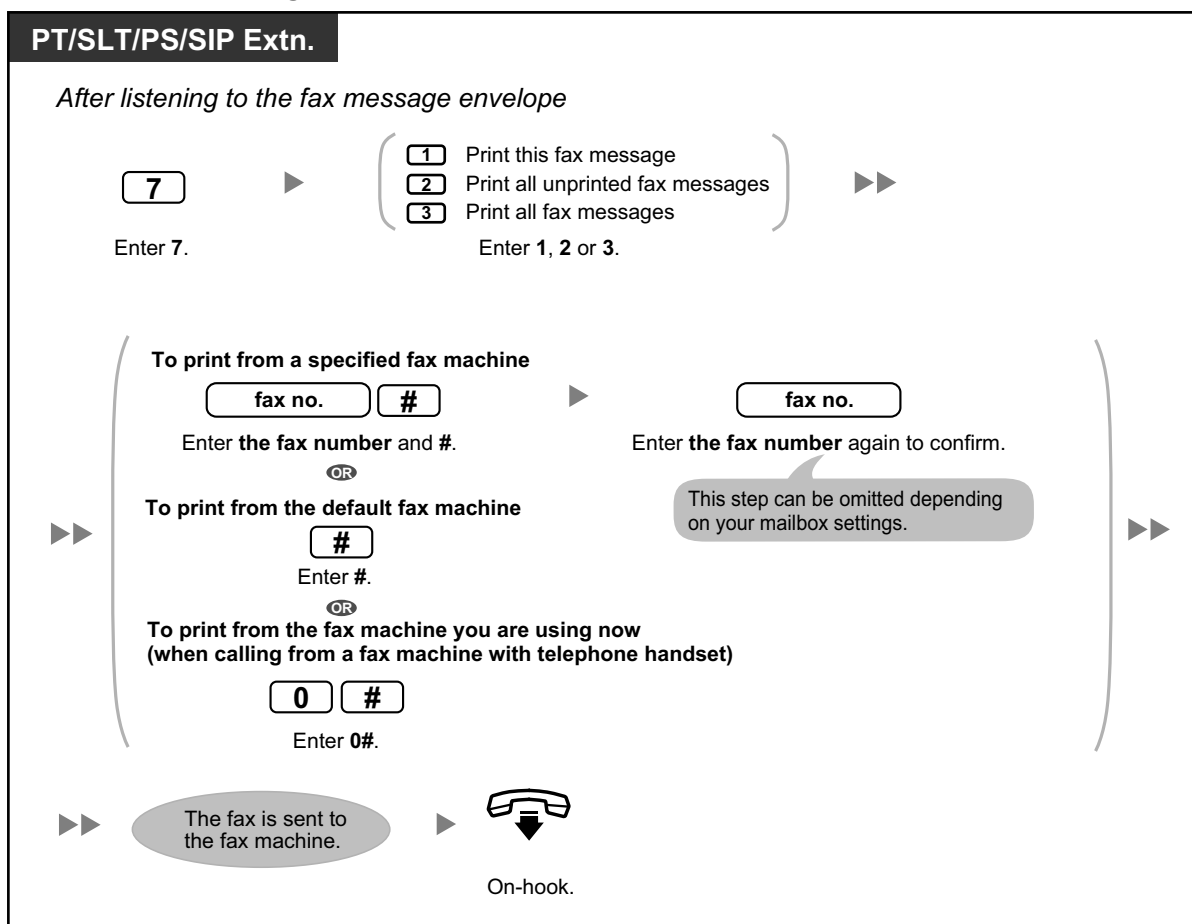 PT/SLT/PS/SIP Extn.
After listening to the fax message envelope
7
1 Print this fax message
2 Print all unprinted fax messages
3 Print all fax messages
Enter 7.
Enter 1, 2 or 3.
To print from a specified fax machine
fax no. #
fax no.
Enter the fax number and #.
Enter the fax number again to confirm.
OR
This step can be omitted depending
on your mailbox settings.
To print from the default fax machine
#
Enter #.
OR
To print from the fax machine you are using now
(when calling from a fax machine with telephone handset)
0 #
Enter 0#.
The fax is sent to
the fax machine.
On-hook.